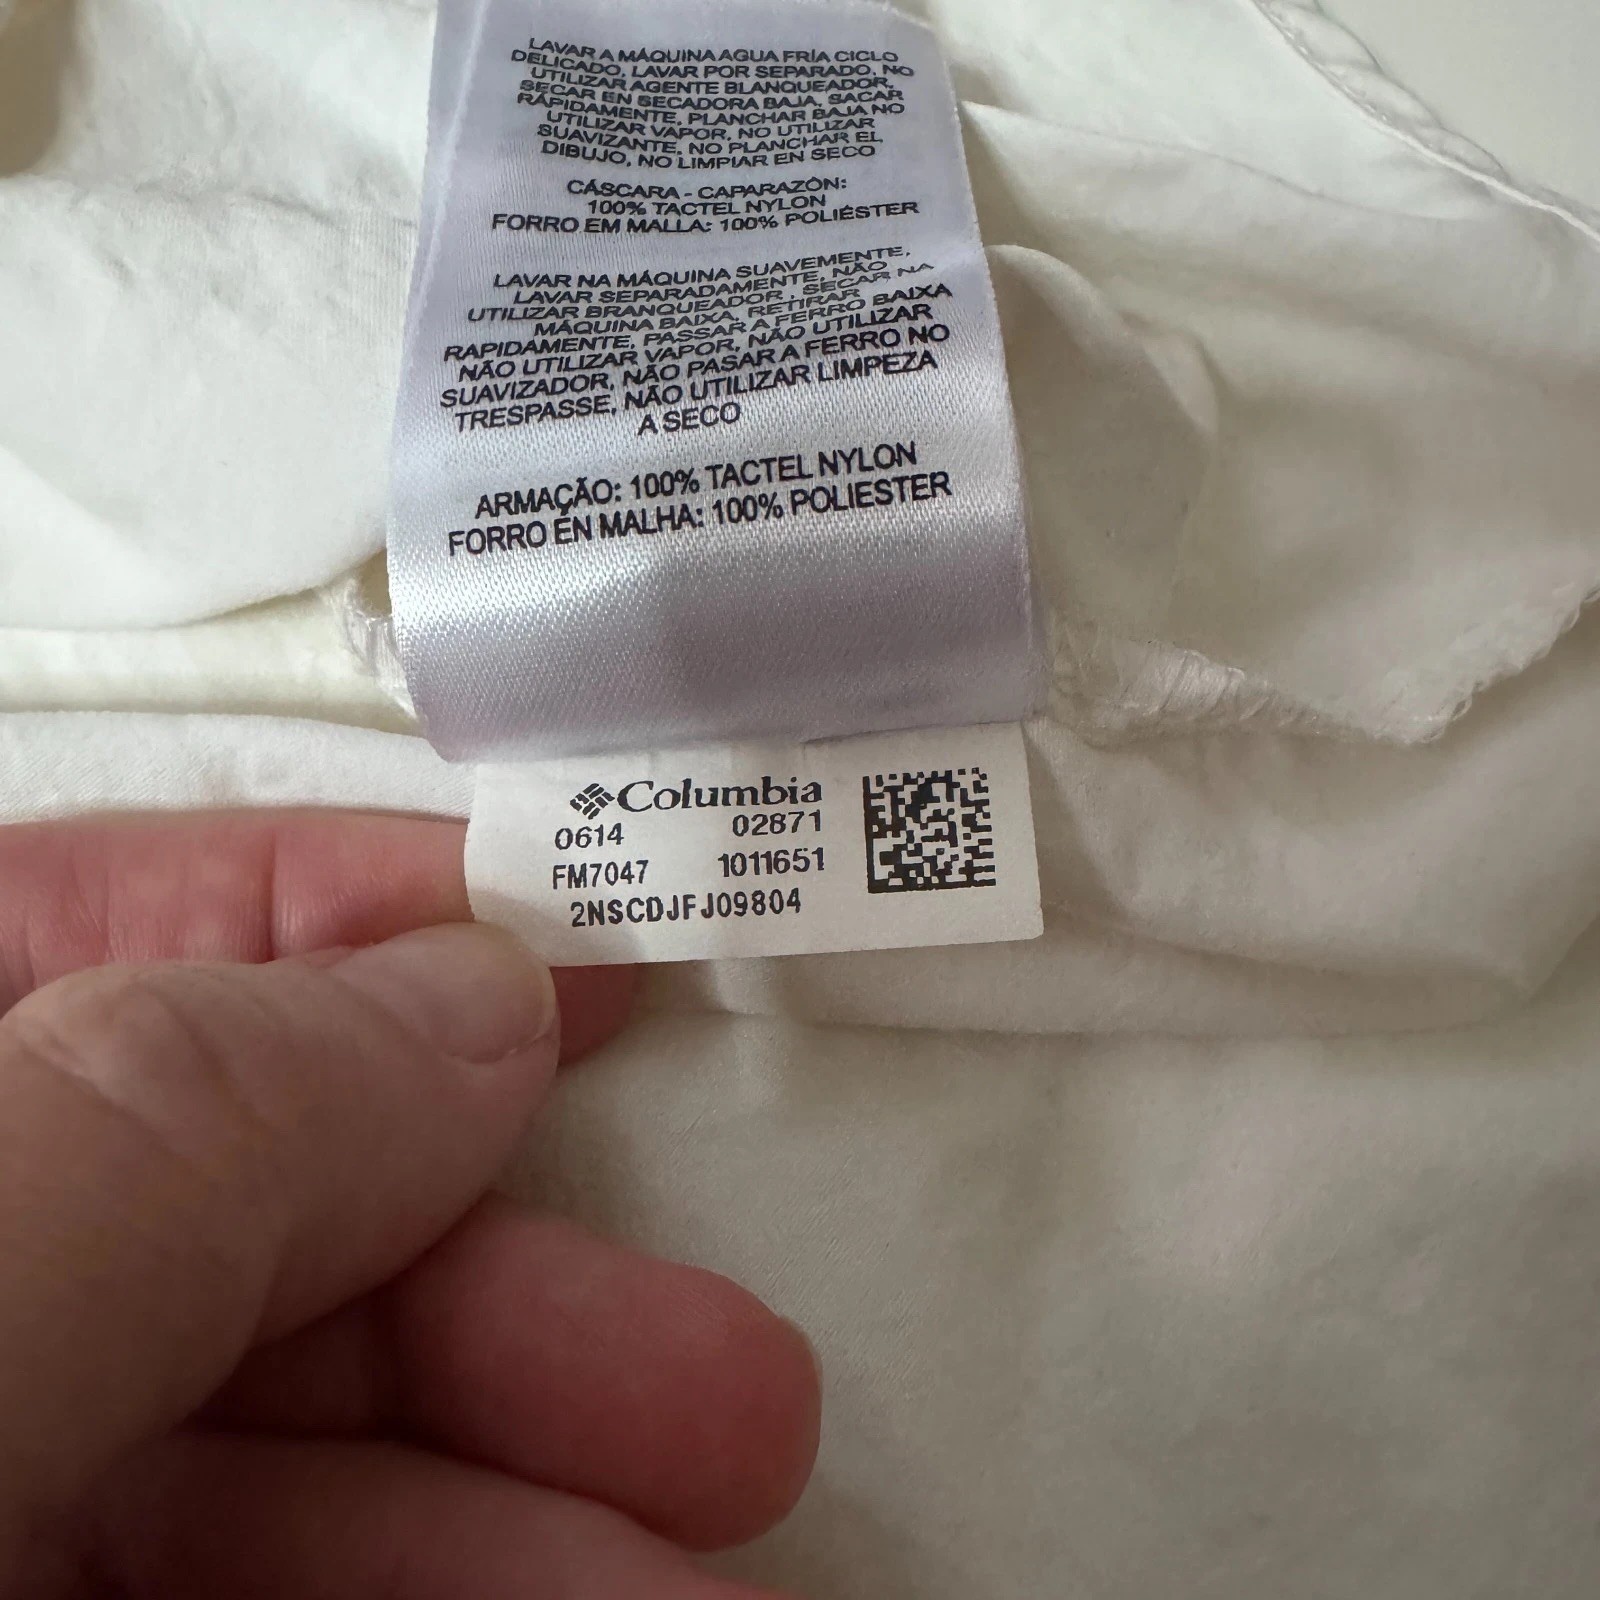 LAVAR A MÁQUINA AGUA FRÍA CICLO
DELICADO, LAVAR POR SEPARADO, NO
UTILIZAR AGENTE BLANQUEADOR,
SECAR EN SECADORA BAJA, SACAR
RÁPIDAMENTE, PLANCHAR BAJA NO
UTILIZAR VAPOR, NO UTILIZAR
SUAVIZANTE, NO PLANCHAR EL
DIBUJO, NO LIMPIAR EN SECO
CÁSCARA - CAPARAZÓN:
100% TACTEL NYLON
FORRO EM MALLA: 100% POLIÉSTER
LAVAR NA MÁQUINA SUAVEMENTE,
LAVAR SEPARADAMENTE, NÃO
UTILIZAR BRANQUEADOR, SECAR NA
MÁQUINA BAIXA, RETIRAR
RAPIDAMENTE, PASSAR A FERRO BAIXA
NÃO UTILIZAR VAPOR, NÃO UTILIZAR
SUAVIZADOR, NÃO PASAR A FERRO NO
TRESPASSE, NÃO UTILIZAR LIMPEZA
A SECO
ARMAÇÃO: 100% TACTEL NYLON
FORRO ÉN MALHA: 100% POLIESTER
Columbia
0614 02871
FM7047 1011651
2NSCDJFJ09804